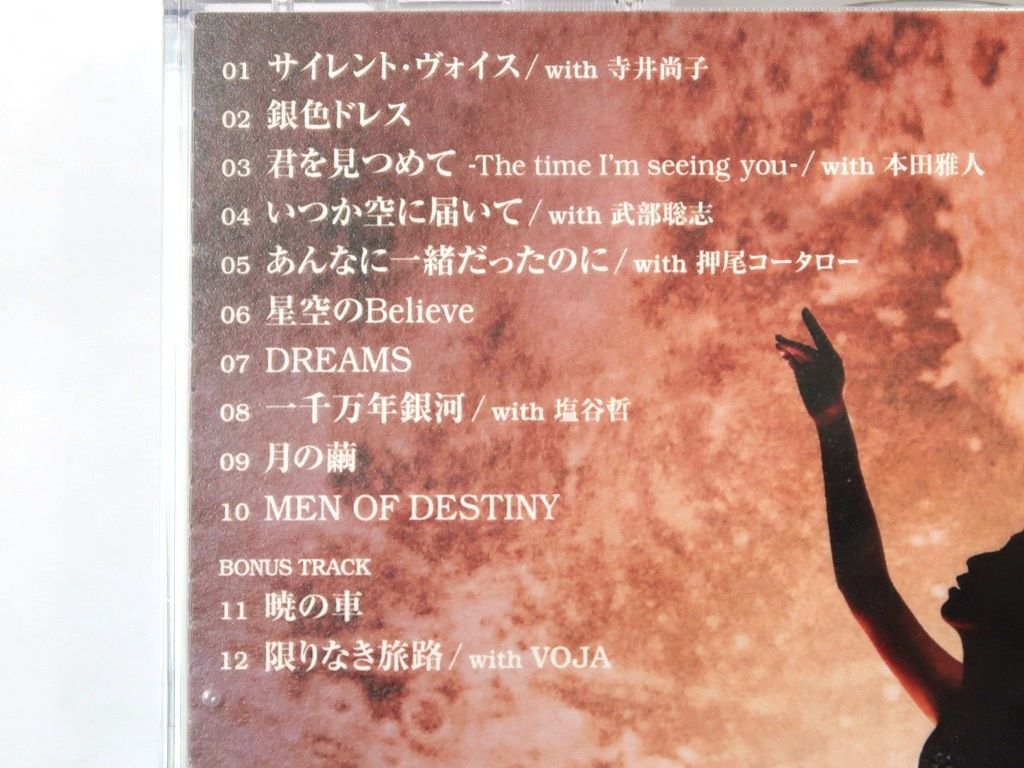 01 サイレント・ヴォイス / with 寺井尚子
02 銀色ドレス
03 君を見つめて -The time I'm seeing you- / with 本田雅人
04 いつか空に届いて / with 武部聡志
05 あんなに一緒だったのに / with 押尾コータロー
06 星空のBelieve
07 DREAMS
08 一千万年銀河 / with 塩谷哲
09 月の繭
10 MEN OF DESTINY
BONUS TRACK
11 暁の車
12 限りなき旅路 / with VOJA